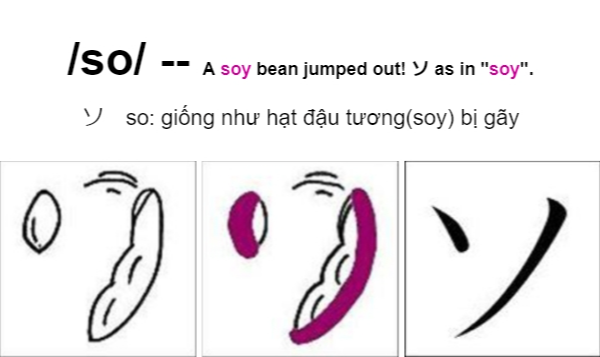 /so/ -- A soy bean jumped out! ソ as in "soy".
ソ so: giống như hạt đậu tương(soy) bị gãy
ソ